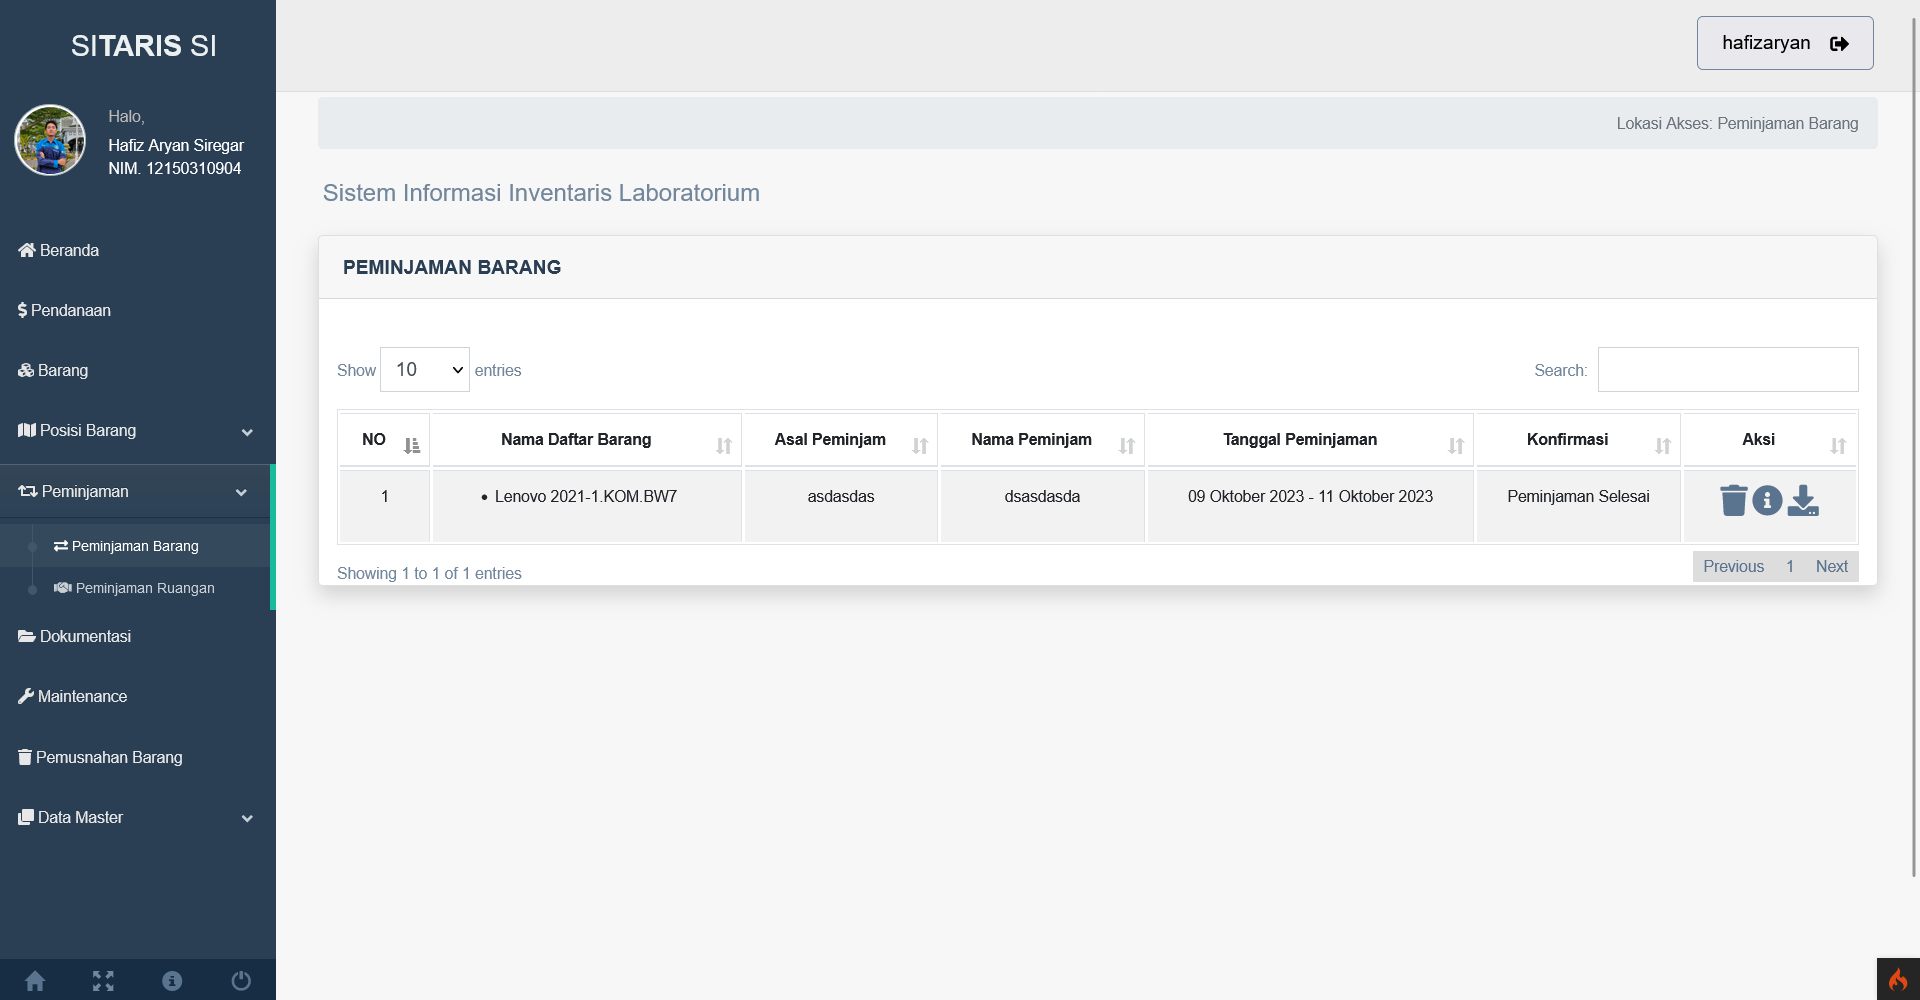 SITARIS SI
Halo,
Hafiz Aryan Siregar
NIM. 12150310904
Beranda
Pendanaan
Barang
Posisi Barang
Peminjaman
Peminjaman Barang
Peminjaman Ruangan
Dokumentasi
Maintenance
Pemusnahan Barang
Data Master
hafizaryan
Lokasi Akses: Peminjaman Barang
Sistem Informasi Inventaris Laboratorium
PEMINJAMAN BARANG
Show 10 entries
Search:
NO Nama Daftar Barang Asal Peminjam Nama Peminjam Tanggal Peminjaman Konfirmasi Aksi
1 • Lenovo 2021-1.KOM.BW7 asdasdas dsasdasda 09 Oktober 2023 - 11 Oktober 2023 Peminjaman Selesai
Showing 1 to 1 of 1 entries
Previous 1 Next